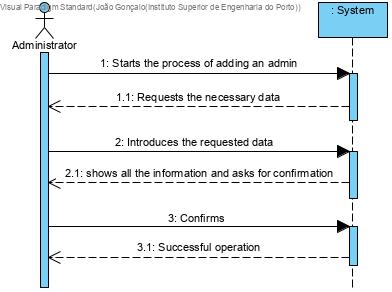 Visual Paradigm Standard(João Gonçalo(Instituto Superior de Engenharia do Porto))
: System
Administrator
1: Starts the process of adding an admin
1.1: Requests the necessary data
2: Introduces the requested data
2.1: shows all the information and asks for confirmation
3: Confirms
3.1: Successful operation